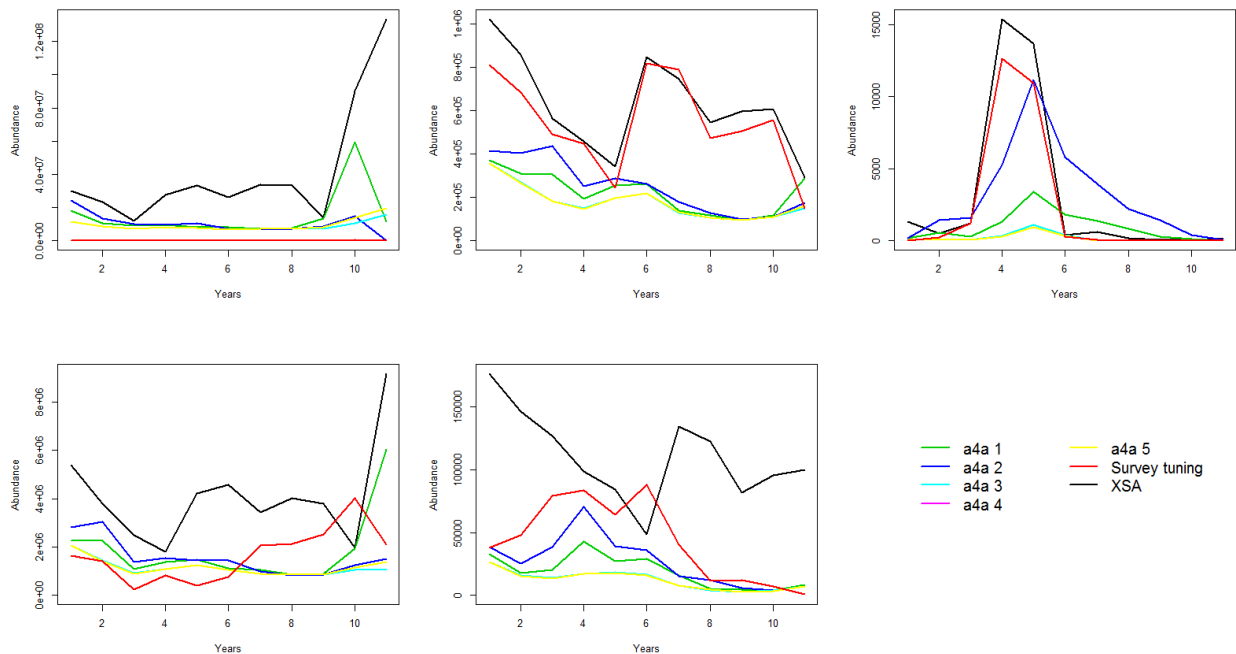 1.2e+08
8.0e+07
4.0e+07
0.0e+00
Abundance
2 4 6 8 10
Years
1e+06
8e+05
6e+05
4e+05
2e+05
0e+00
Abundance
2 4 6 8 10
Years
15000
10000
5000
0
Abundance
2 4 6 8 10
Years
8e+06
6e+06
4e+06
2e+06
0e+00
Abundance
2 4 6 8 10
Years
150000
100000
50000
0
Abundance
2 4 6 8 10
Years
a4a 1
a4a 2
a4a 3
a4a 4
a4a 5
Survey tuning
XSA